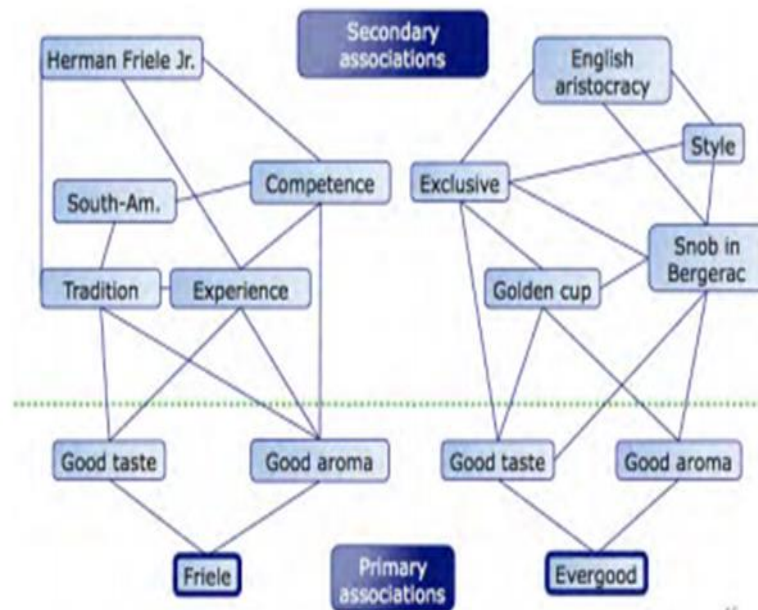 Secondary
associations
Herman Friele Jr.
English
aristocracy
Style
South-Am.
Competence
Exclusive
Snob in
Bergerac
Tradition
Experience
Golden cup
Good taste
Good aroma
Good taste
Good aroma
Friele
Primary
associations
Evergood